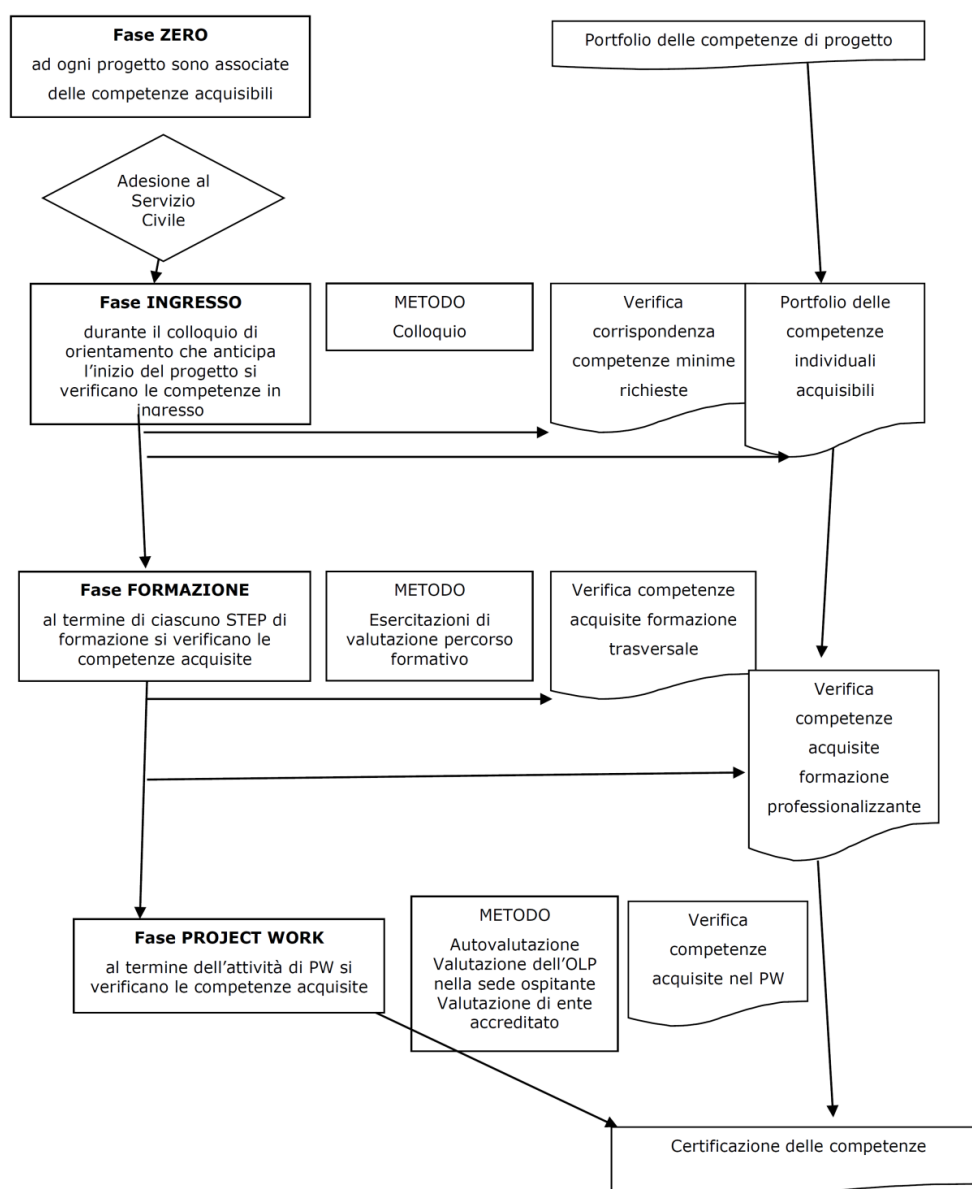 Fase ZERO
ad ogni progetto sono associate
delle competenze acquisibili
Portfolio delle competenze di progetto
Adesione al
Servizio
Civile
Fase INGRESSO
durante il colloquio di
orientamento che anticipa
l'inizio del progetto si
verificano le competenze in
ingresso
METODO
Colloquio
Verifica
corrispondenza
competenze minime
richieste
Portfolio delle
competenze
individuali
acquisibili
Fase FORMAZIONE
al termine di ciascuno STEP di
formazione si verificano le
competenze acquisite
METODO
Esercitazioni di
valutazione percorso
formativo
Verifica competenze
acquisite formazione
trasversale
Verifica
competenze
acquisite
formazione
professionalizzante
Fase PROJECT WORK
al termine dell'attività di PW si
verificano le competenze acquisite
METODO
Autovalutazione
Valutazione dell'OLP
nella sede ospitante
Valutazione di ente
accreditato
Verifica
competenze
acquisite nel PW
Certificazione delle competenze